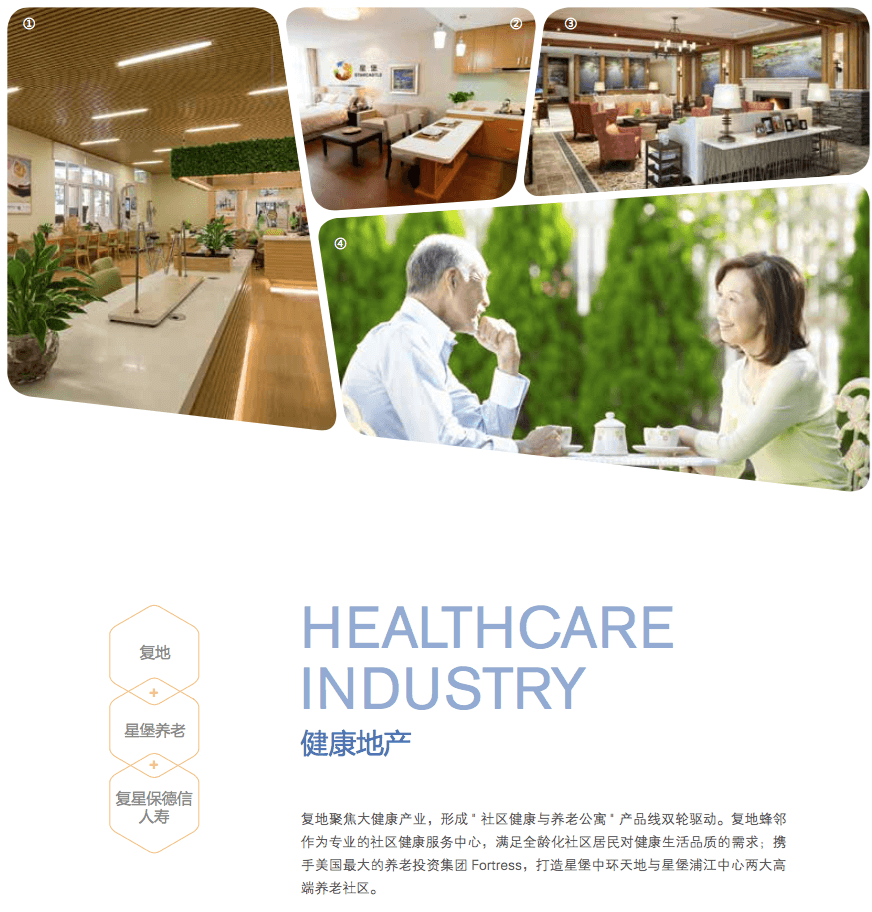 ①
②
③
星堡
STARCASTLE
④
复地
+
星堡养老
+
复星保德信
人寿
HEALTHCARE
INDUSTRY
健康地产
复地聚焦大健康产业，形成"社区健康与养老公寓"产品线双轮驱动。复地蜂邻
作为专业的社区健康服务中心，满足全龄化社区居民对健康生活品质的需求；携
手美国最大的养老投资集团 Fortress，打造星堡中环天地与星堡浦江中心两大高
端养老社区。